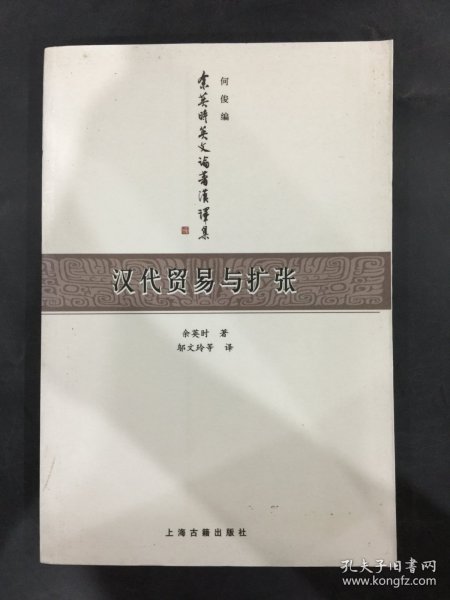 何俊编
余英时英文论著汉译集
汉代贸易与扩张
余英时 著
邬文玲等 译
上海古籍出版社
孔夫子旧书网
www.kongfz.com